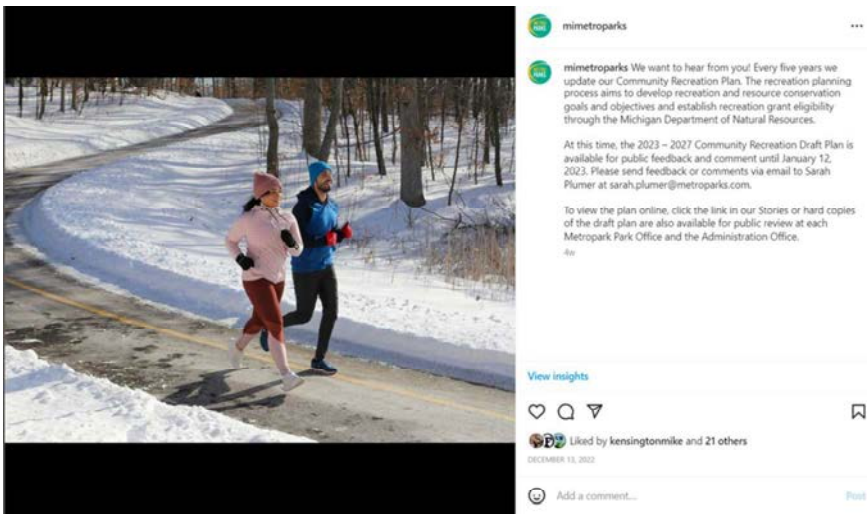 mimetroparks
mimetroparks We want to hear from you! Every five years we
update our Community Recreation Plan. The recreation planning
process aims to develop recreation and resource conservation
goals and objectives and establish recreation grant eligibility
through the Michigan Department of Natural Resources.
At this time, the 2023 – 2027 Community Recreation Draft Plan is
available for public feedback and comment until January 12,
2023. Please send feedback or comments via email to Sarah
Plumer at sarah.plumer@metroparks.com.
To view the plan online, click the link in our Stories or hard copies
of the draft plan are also available for public review at each
Metropark Park Office and the Administration Office.
4w
View insights
Liked by kensingtonmike and 21 others
DECEMBER 13, 2022
Add a comment...
Post